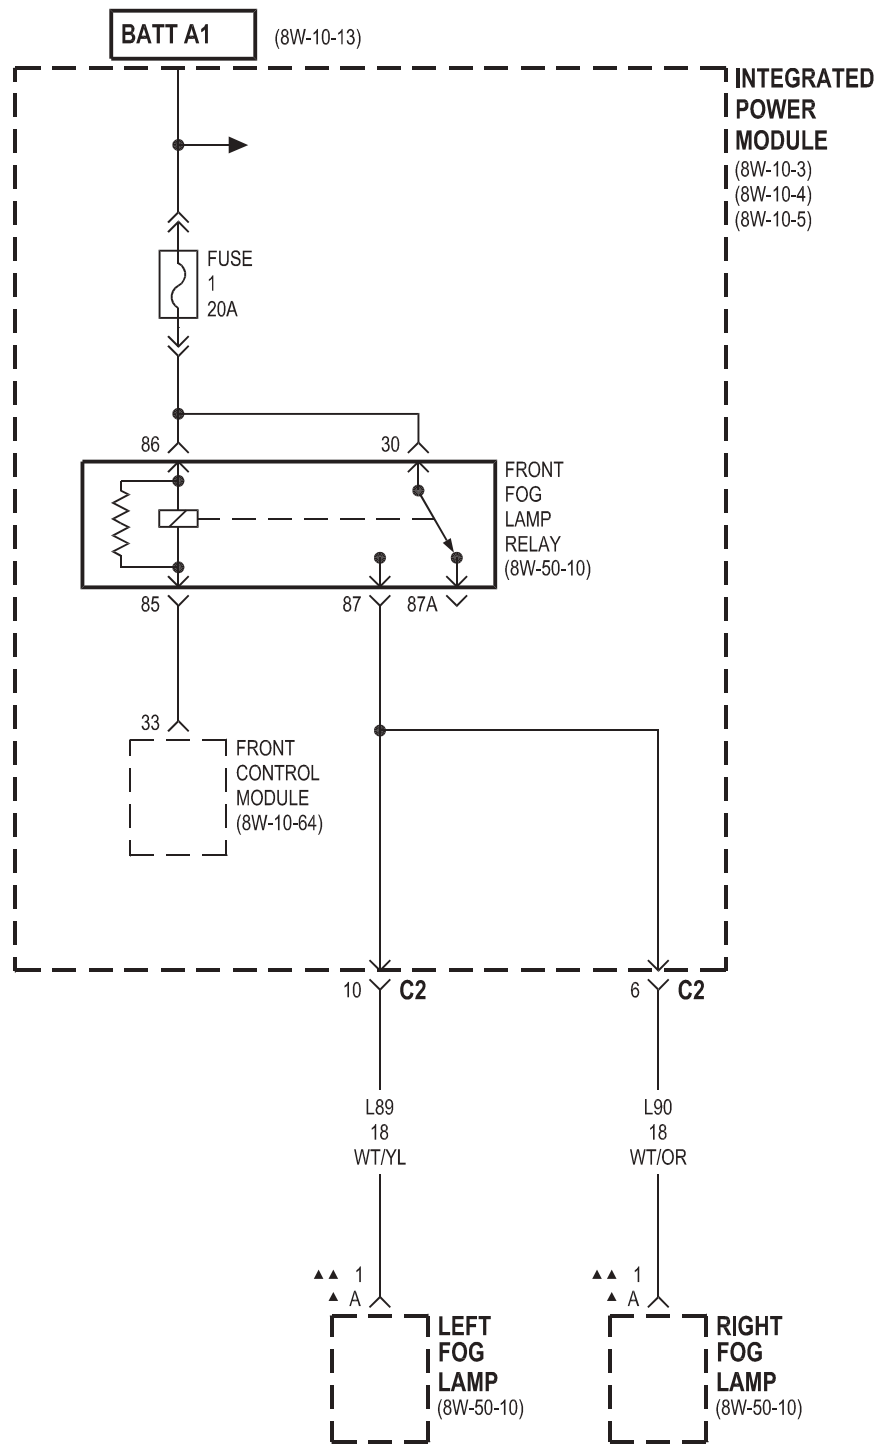 BATT A1
(8W-10-13)
INTEGRATED
POWER
MODULE
(8W-10-3)
(8W-10-4)
(8W-10-5)
FUSE
1
20A
86
30
FRONT
FOG
LAMP
RELAY
(8W-50-10)
85
87
87A
33
FRONT
CONTROL
MODULE
(8W-10-64)
10
C2
6
C2
L89
18
WT/YL
L90
18
WT/OR
▲▲ 1
▲ A
▲▲ 1
▲ A
LEFT
FOG
LAMP
(8W-50-10)
RIGHT
FOG
LAMP
(8W-50-10)